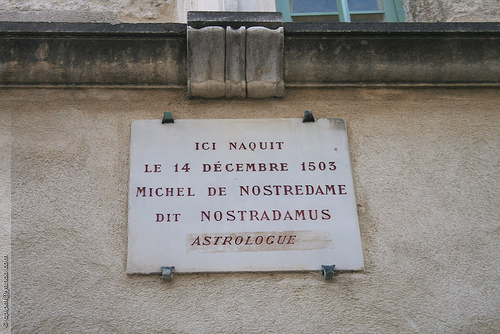 ICI NAQUIT
LE 14 DÉCEMBRE 1503
MICHEL DE NOSTREDAME
DIT NOSTRADAMUS
ASTROLOGUE